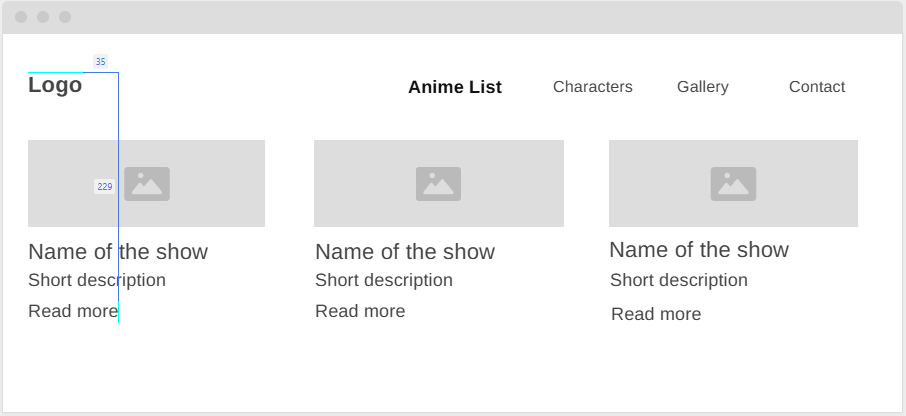 35
Logo
Anime List Characters Gallery Contact
229
Name of the show Name of the show Name of the show
Short description Short description Short description
Read more Read more Read more